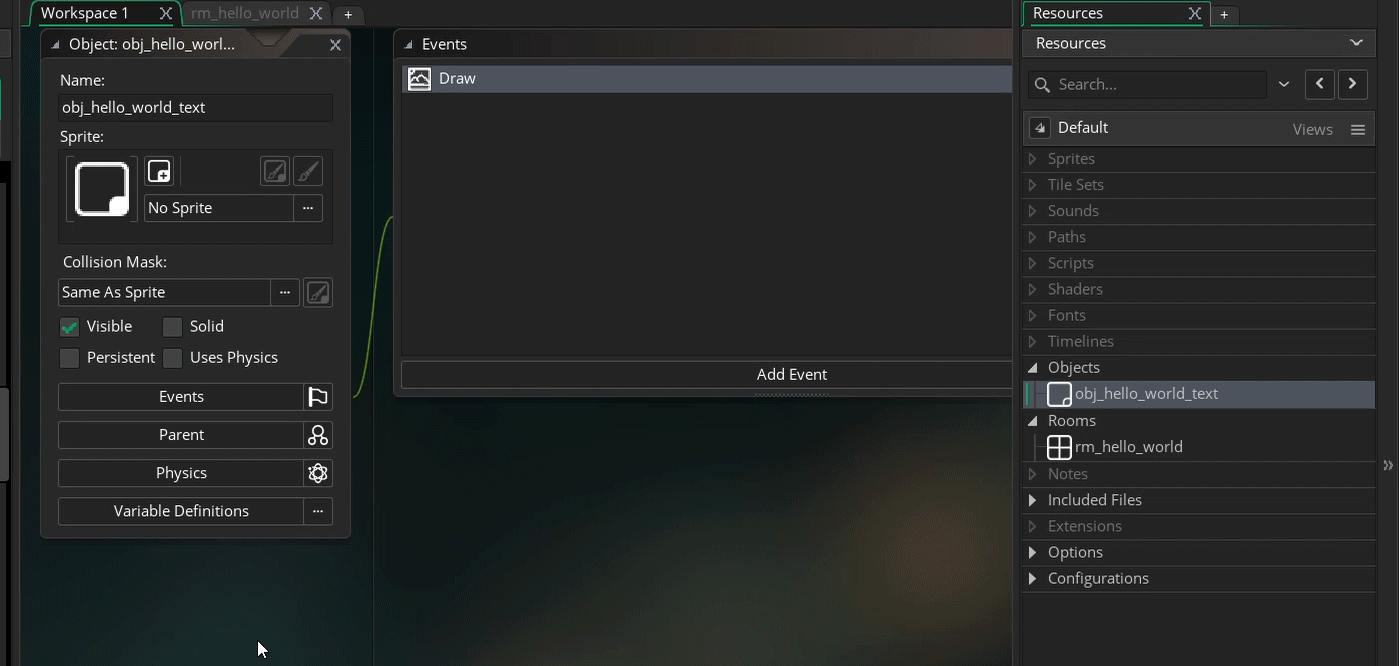 Workspace 1
rm_hello_world
Object: obj_hello_worl...
Name:
obj_hello_world_text
Sprite:
No Sprite
...
Collision Mask:
Same As Sprite
...
Visible
Solid
Persistent
Uses Physics
Events
Parent
Physics
Variable Definitions
...
Events
Draw
Add Event
Resources
+
Resources
Search...
Default
Views
Sprites
Tile Sets
Sounds
Paths
Scripts
Shaders
Fonts
Timelines
Objects
obj_hello_world_text
Rooms
rm_hello_world
Notes
Included Files
Extensions
Options
Configurations